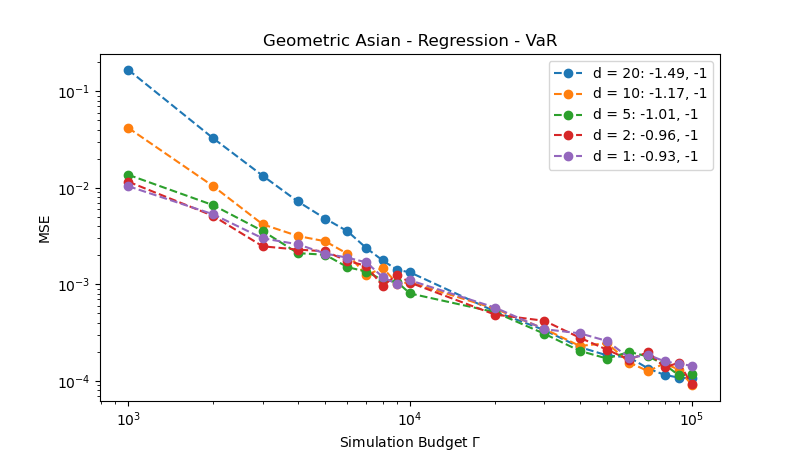 Geometric Asian - Regression - VaR
d = 20: -1.49, -1
d = 10: -1.17, -1
d = 5: -1.01, -1
d = 2: -0.96, -1
d = 1: -0.93, -1
MSE
10⁻¹
10⁻²
10⁻³
10⁻⁴
10³
10⁴
10⁵
Simulation Budget Γ